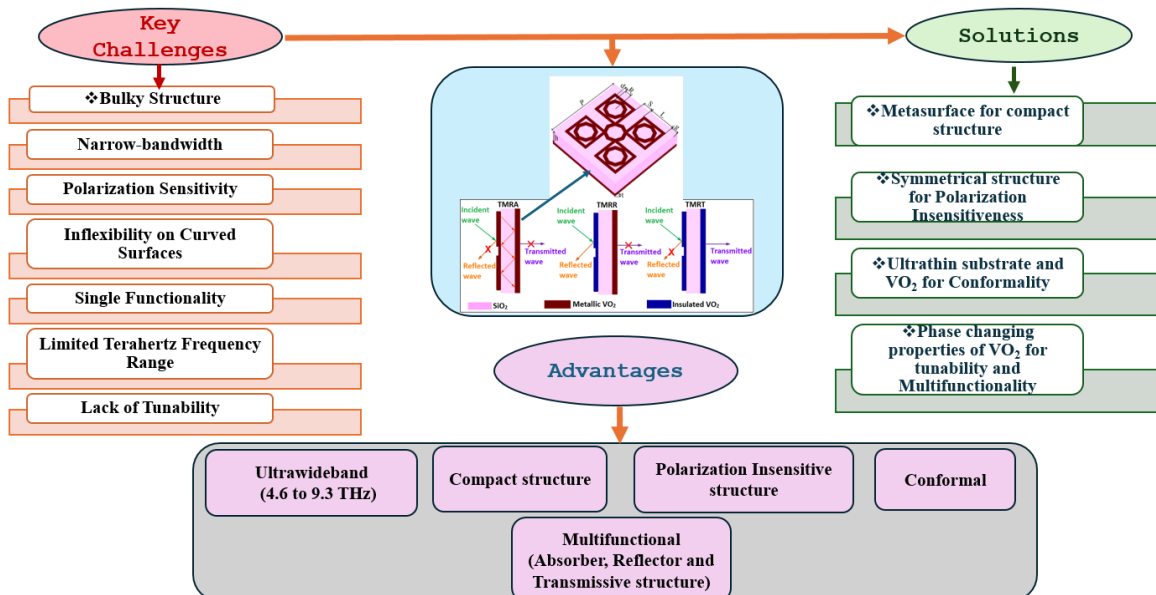 Key
Challenges
Solutions
❖Bulky Structure
Narrow-bandwidth
Polarization Sensitivity
Inflexibility on Curved
Surfaces
Single Functionality
Limited Terahertz Frequency
Range
Lack of Tunability
P
S
L
h
TMRA
TMRR
TMRT
Incident
wave
Incident
wave
Incident
wave
X
X
X
X
Transmitted
wave
Transmitted
wave
Transmitted
wave
Reflected
wave
Reflected
wave
Reflected
wave
SiO₂
Metallic VO₂
Insulated VO₂
❖Metasurface for compact
structure
❖Symmetrical structure
for Polarization
Insensitiveness
❖Ultrathin substrate and
VO₂ for Conformality
❖Phase changing
properties of VO₂ for
tunability and
Multifunctionality
Advantages
Ultrawideband
(4.6 to 9.3 THz)
Compact structure
Polarization Insensitive
structure
Conformal
Multifunctional
(Absorber, Reflector and
Transmissive structure)